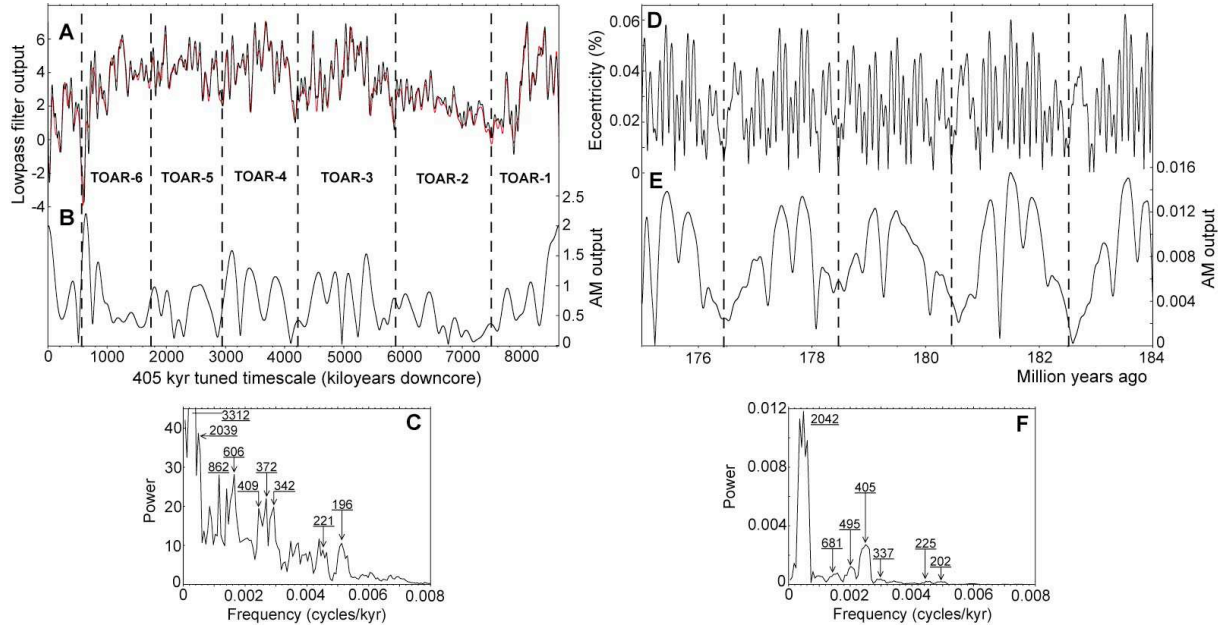 A
Lowpass filter output
6
4
2
0
-2
-4
TOAR-6 TOAR-5 TOAR-4 TOAR-3 TOAR-2 TOAR-1
B
2.5
2
1.5
1
0.5
0
AM output
0 1000 2000 3000 4000 5000 6000 7000 8000
405 kyr tuned timescale (kiloyears downcore)
D
Eccentricity (%)
0.06
0.04
0.02
0
E
0.016
0.012
0.008
0.004
0
AM output
176 178 180 182 184
Million years ago
C
Power
40
30
20
10
0
3312
2039
606
862
372
409
342
196
221
0 0.002 0.004 0.006 0.008
Frequency (cycles/kyr)
F
Power
0.012
0.008
0.004
0
2042
405
495
681
337
225
202
0 0.002 0.004 0.006 0.008
Frequency (cycles/kyr)